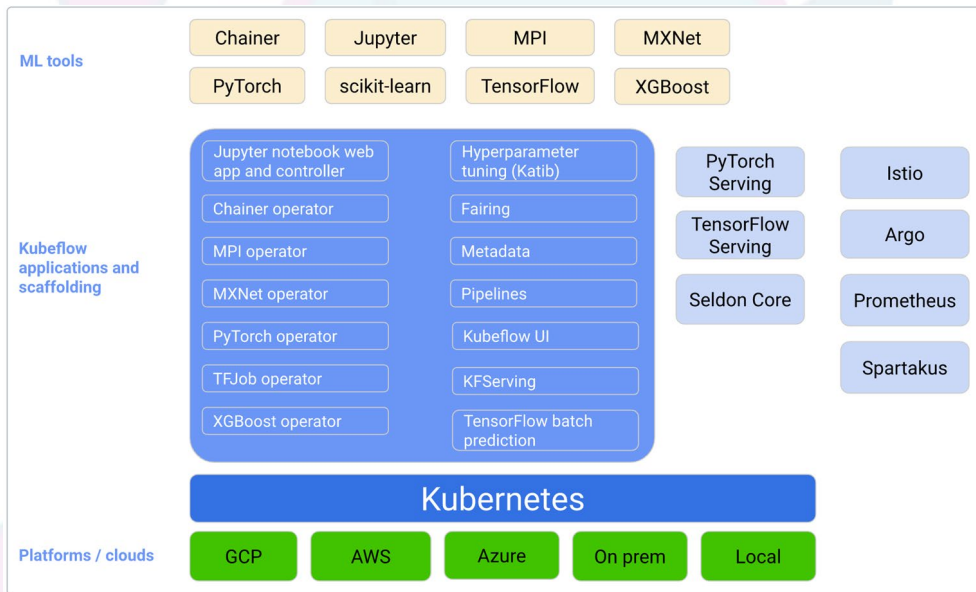 ML tools
Chainer
Jupyter
MPI
MXNet
PyTorch
scikit-learn
TensorFlow
XGBoost
Kubeflow
applications and
scaffolding
Jupyter notebook web
app and controller
Chainer operator
MPI operator
MXNet operator
PyTorch operator
TFJob operator
XGBoost operator
Hyperparameter
tuning (Katib)
Fairing
Metadata
Pipelines
Kubeflow UI
KFServing
TensorFlow batch
prediction
PyTorch
Serving
TensorFlow
Serving
Seldon Core
Istio
Argo
Prometheus
Spartakus
Kubernetes
Platforms / clouds
GCP
AWS
Azure
On prem
Local